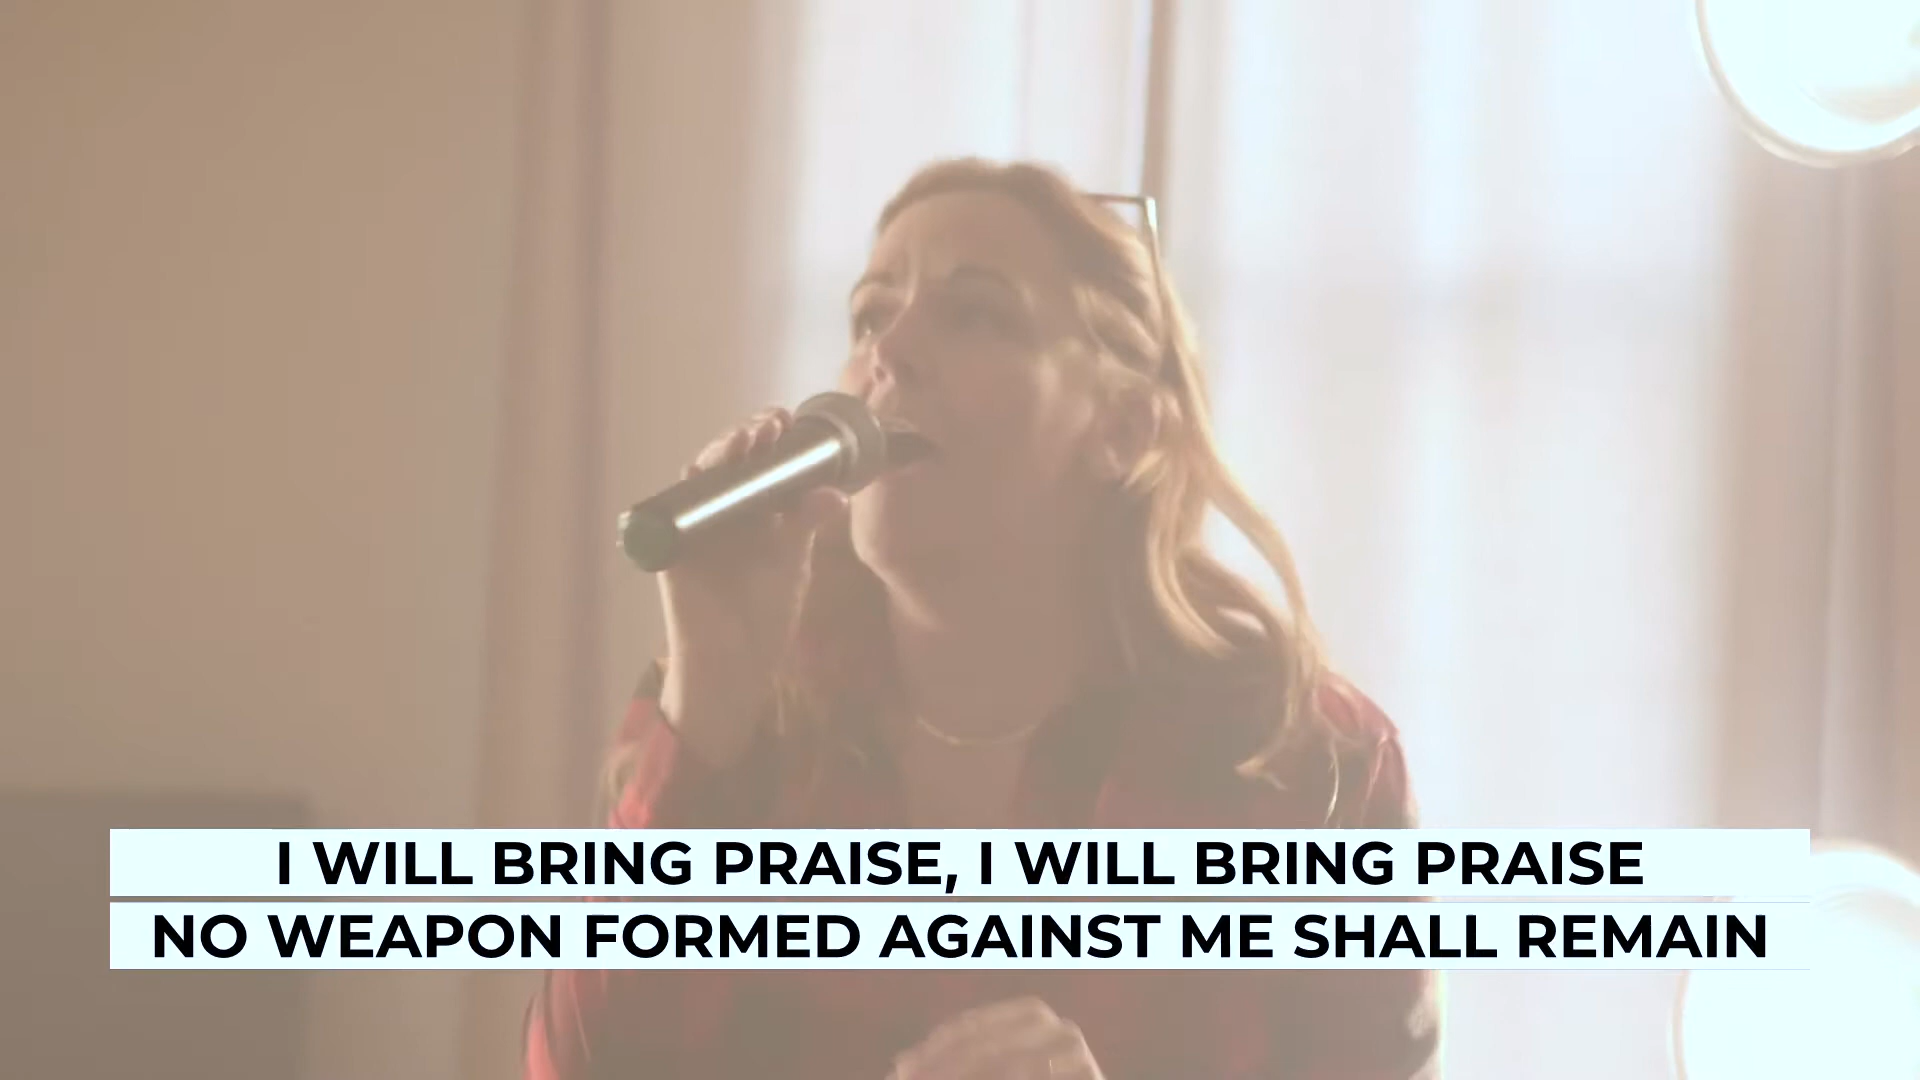 I WILL BRING PRAISE, I WILL BRING PRAISE
NO WEAPON FORMED AGAINST ME SHALL REMAIN